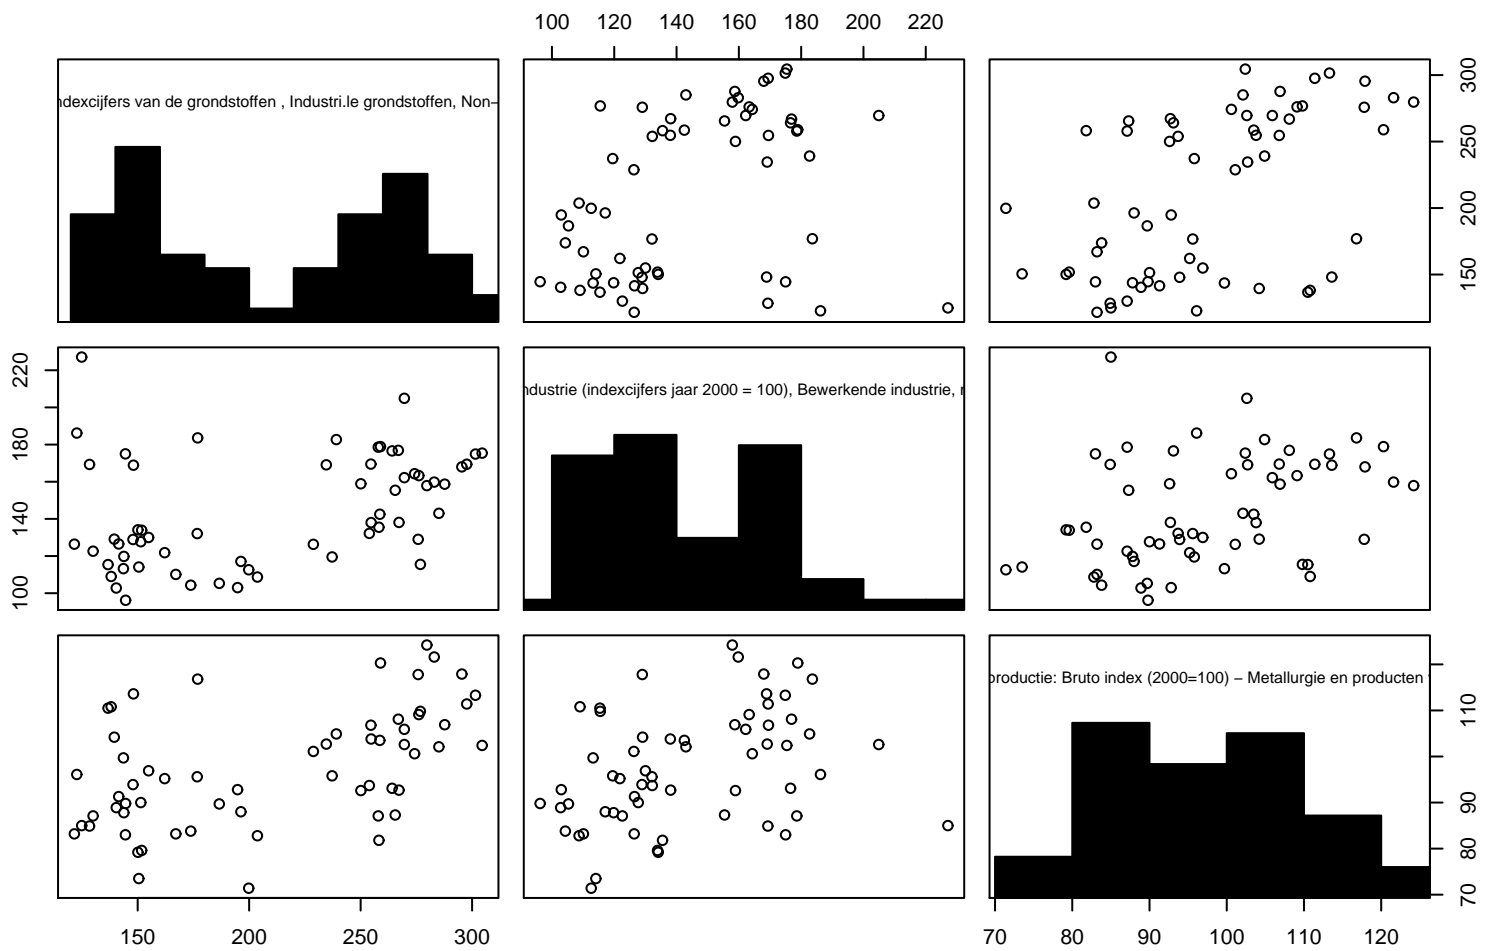 100 120 140 160 180 200 220
ndexcijfers van de grondstoffen , Industri.le grondstoffen, Non−
150 200 250 300
100 140 180 220
ndustrie (indexcijfers jaar 2000 = 100), Bewerkende industrie,
productie: Bruto index (2000=100) − Metallurgie en producten
70 80 90 110
150 200 250 300
70 80 90 100 110 120